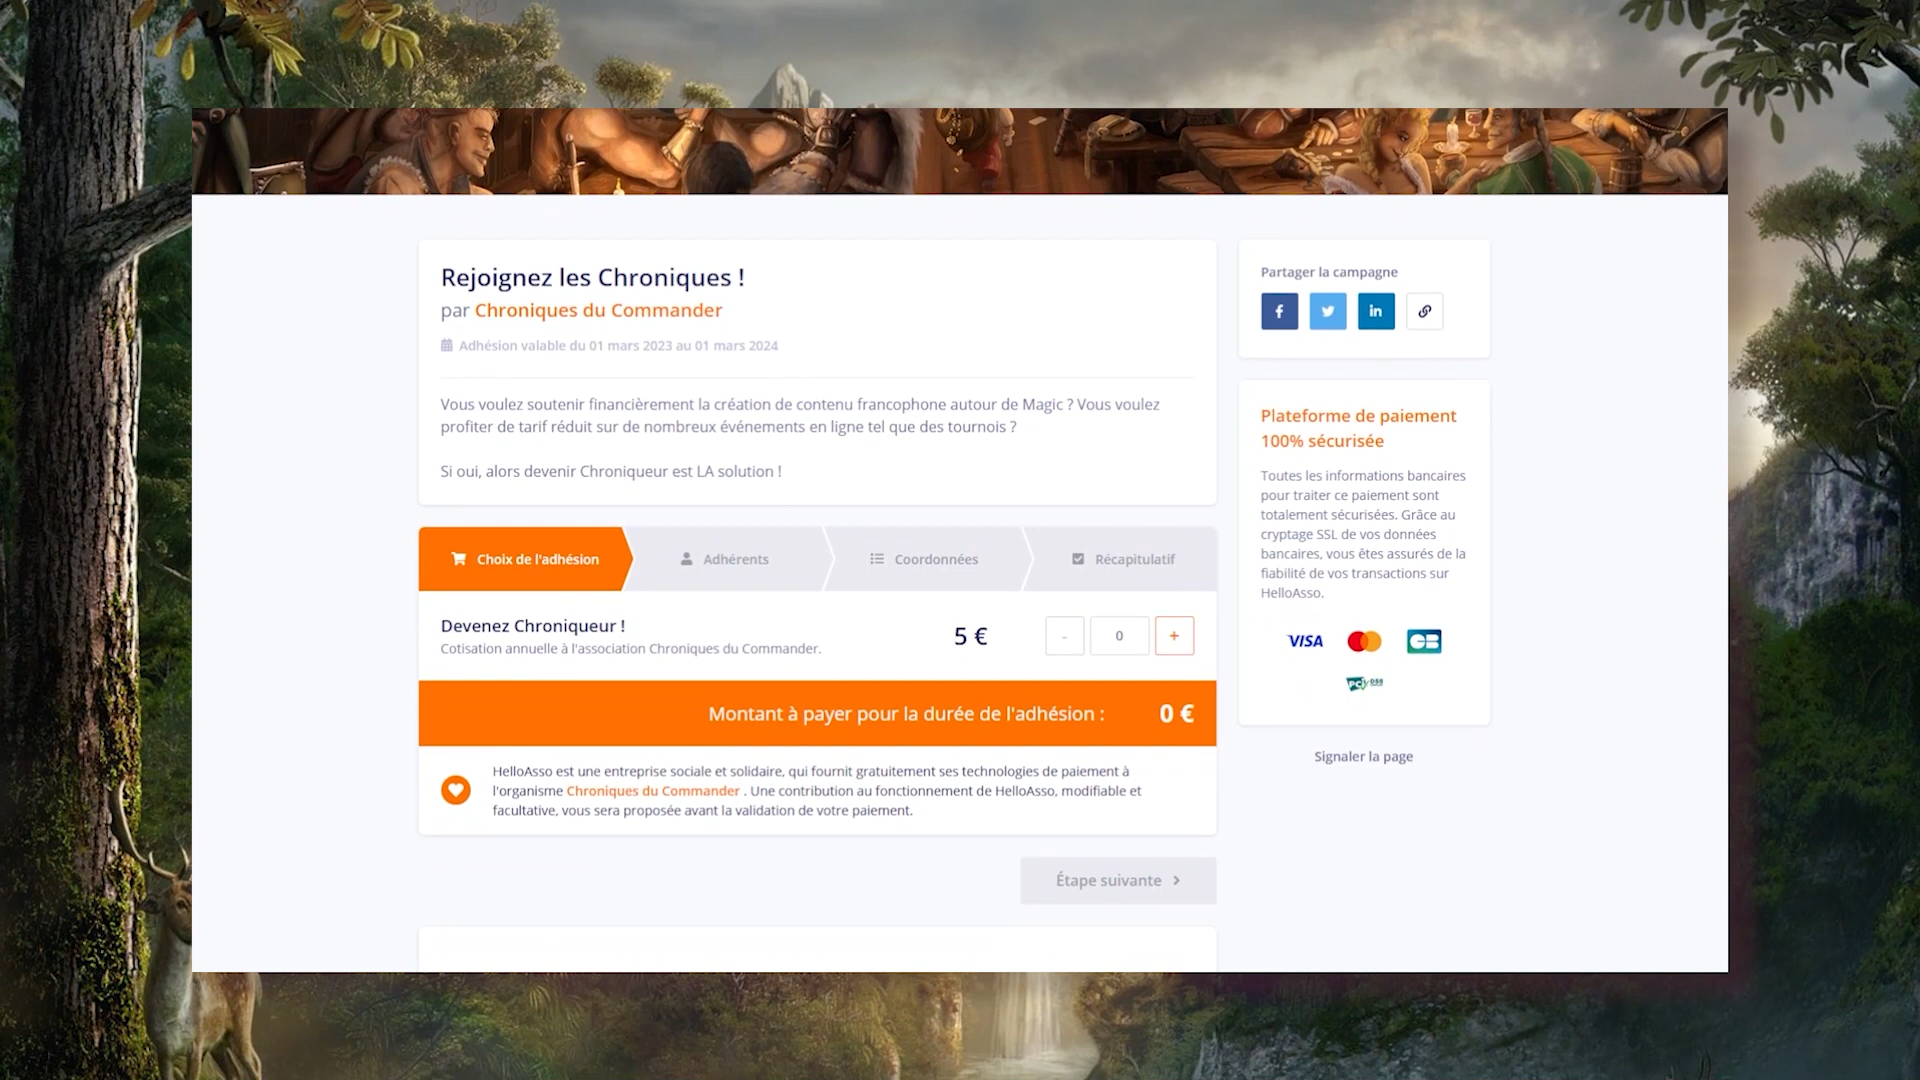 Rejoignez les Chroniques !
par Chroniques du Commander
Adhésion valable du 01 mars 2023 au 01 mars 2024
Vous voulez soutenir financièrement la création de contenu francophone autour de Magic ? Vous voulez
profiter de tarif réduit sur de nombreux événements en ligne tel que des tournois ?
Si oui, alors devenir Chroniqueur est LA solution !
Choix de l'adhésion
Adhérents
Coordonnées
Récapitulatif
Devenez Chroniqueur !
Cotisation annuelle à l'association Chroniques du Commander.
5 €
-
0
+
Montant à payer pour la durée de l'adhésion :
0 €
HelloAsso est une entreprise sociale et solidaire, qui fournit gratuitement ses technologies de paiement à
l'organisme Chroniques du Commander . Une contribution au fonctionnement de HelloAsso, modifiable et
facultative, vous sera proposée avant la validation de votre paiement.
Étape suivante
Partager la campagne
f
in
Plateforme de paiement
100% sécurisée
Toutes les informations bancaires
pour traiter ce paiement sont
totalement sécurisées. Grâce au
cryptage SSL de vos données
bancaires, vous êtes assurés de la
fiabilité de vos transactions sur
HelloAsso.
VISA
CB
PCI DSS
Signaler la page